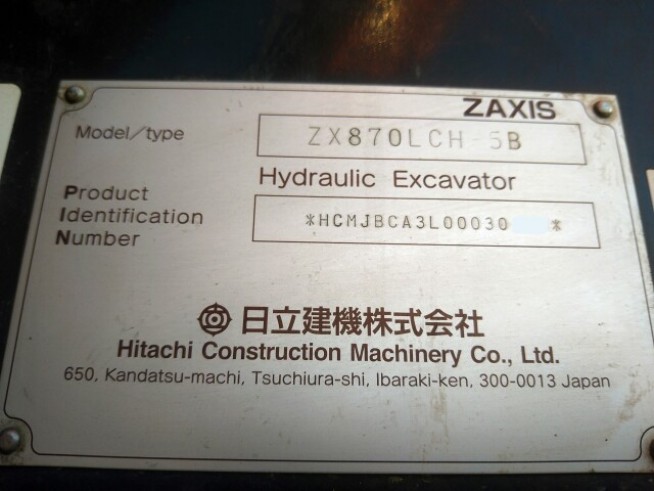 ZAXIS
Model/type ZX870LCH-5B
Hydraulic Excavator
Product
Identification
Number
*HCMJBCA3L00030 *
日立建機株式会社
Hitachi Construction Machinery Co., Ltd.
650, Kandatsu-machi, Tsuchiura-shi, Ibaraki-ken, 300-0013 Japan